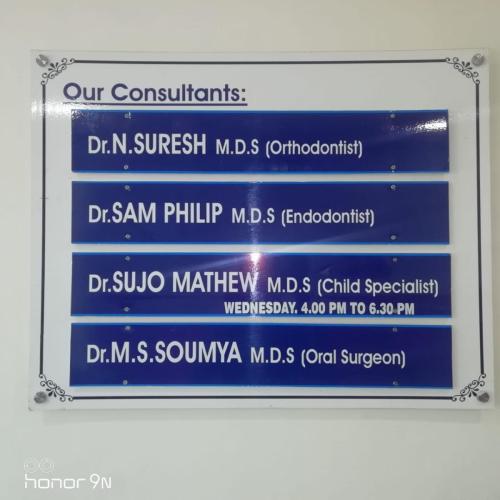 Our Consultants:
Dr.N.SURESH M.D.S (Orthodontist)
Dr.SAM PHILIP M.D.S (Endodontist)
Dr.SUJO MATHEW M.D.S (Child Specialist)
WEDNESDAY. 4.00 PM TO 6.30 PM
Dr.M.S.SOUMYA M.D.S (Oral Surgeon)
honor 9N